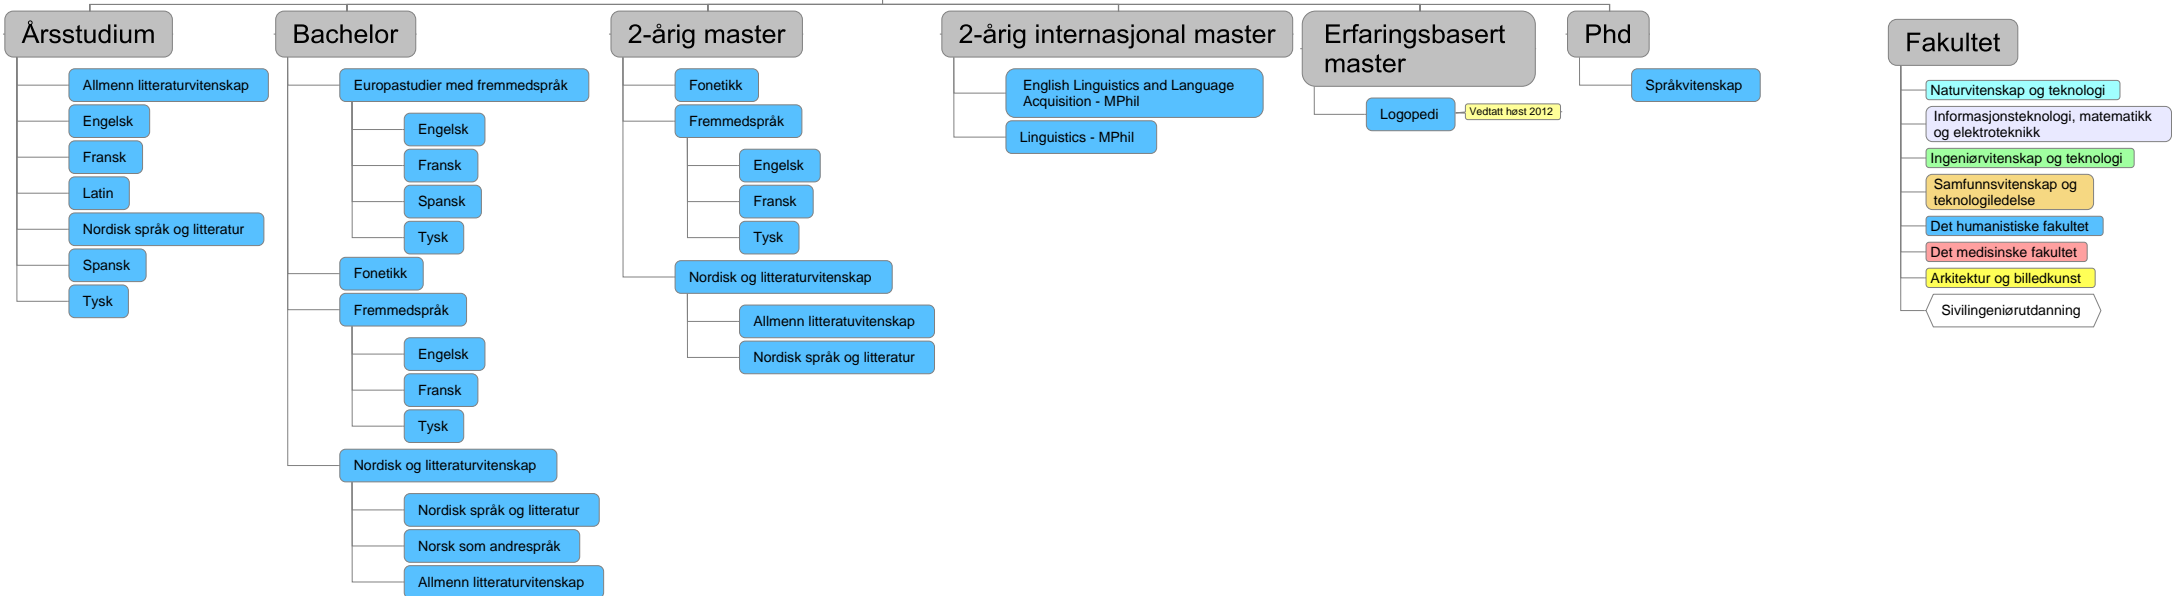 Årsstudium
Allmenn litteraturvitenskap
Engelsk
Fransk
Latin
Nordisk språk og litteratur
Spansk
Tysk
Bachelor
Europastudier med fremmedspråk
Engelsk
Fransk
Spansk
Tysk
Fonetikk
Fremmedspråk
Engelsk
Fransk
Tysk
Nordisk og litteraturvitenskap
Nordisk språk og litteratur
Norsk som andrespråk
Allmenn litteraturvitenskap
2-årig master
Fonetikk
Fremmedspråk
Engelsk
Fransk
Tysk
Nordisk og litteraturvitenskap
Allmenn litteratuvitenskap
Nordisk språk og litteratur
2-årig internasjonal master
English Linguistics and Language
Acquisition - MPhil
Linguistics - MPhil
Erfaringsbasert
master
Logopedi
Vedtatt høst 2012
Phd
Språkvitenskap
Fakultet
Naturvitenskap og teknologi
Informasjonsteknologi, matematikk
og elektroteknikk
Ingeniørvitenskap og teknologi
Samfunnsvitenskap og
teknologiledelse
Det humanistiske fakultet
Det medisinske fakultet
Arkitektur og billedkunst
Sivilingeniørutdanning